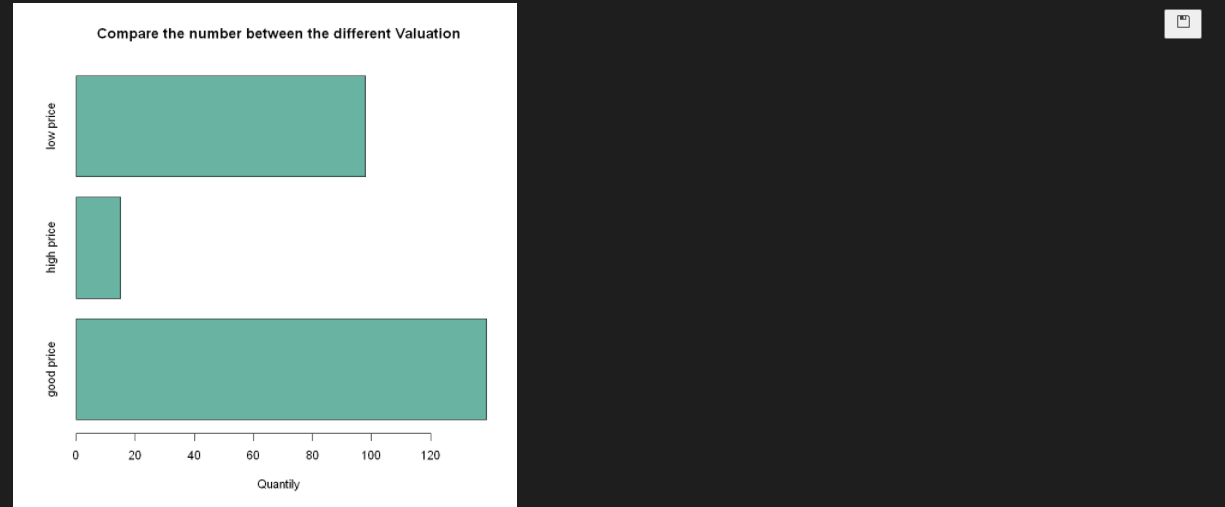 Compare the number between the different Valuation
low price
high price
good price
0 20 40 60 80 100 120
Quantily